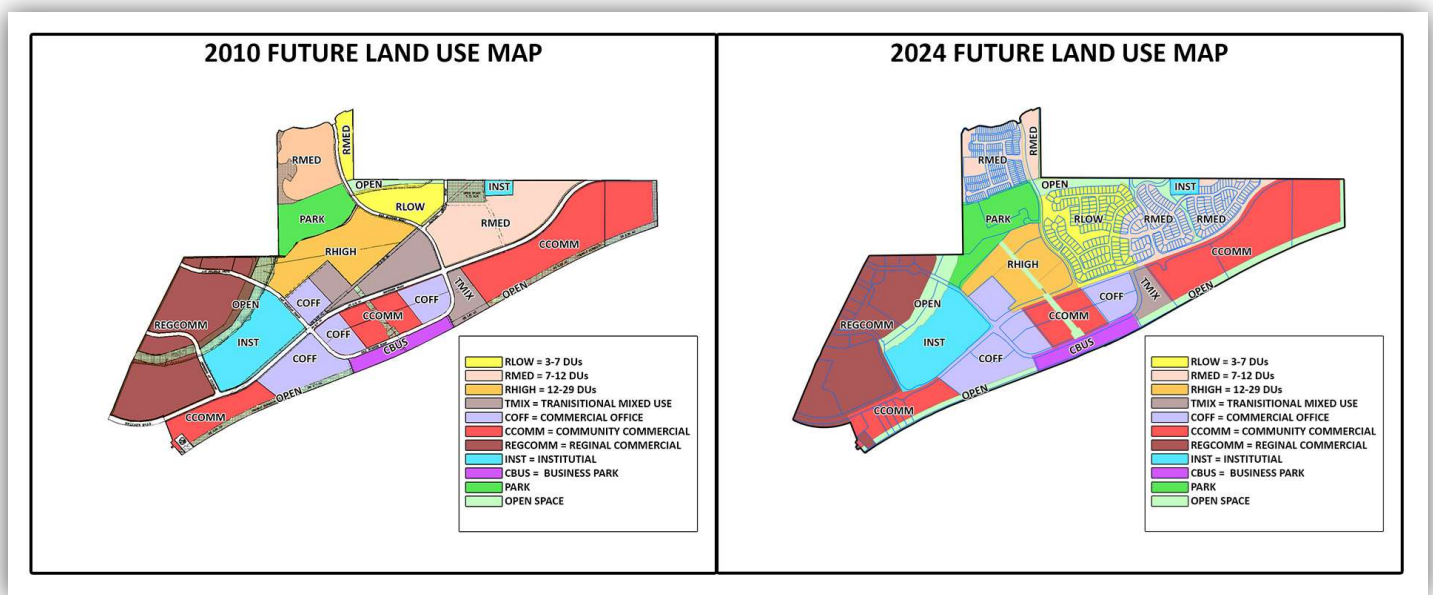 2010 FUTURE LAND USE MAP
RMED
RMED
OPEN
INST
PARK
RLOW
RMED
RHIGH
CCOMM
OPEN
COFF
COFF
TMIX
OPEN
REGCOMM
CCOMM
COFF
INST
CBUS
COFF
OPEN
CCOMM
RLOW = 3-7 DUs
RMED = 7-12 DUs
RHIGH = 12-29 DUs
TMIX = TRANISITIONAL MIXED USE
COFF = COMMERCIAL OFFICE
CCOMM = COMMUNITY COMMERCIAL
REGCOMM = REGINAL COMMERCIAL
INST = INSTITUTIAL
CBUS = BUSINESS PARK
PARK
OPEN SPACE
2024 FUTURE LAND USE MAP
RMED
RMED
OPEN
INST
PARK
RLOW
RMED
RMED
CCOMM
RHIGH
OPEN
TMIX
COFF
OPEN
REGCOMM
CCOMM
INST
CBUS
COFF
OPEN
CCOMM
RLOW = 3-7 DUs
RMED = 7-12 DUs
RHIGH = 12-29 DUs
TMIX = TRANISITIONAL MIXED USE
COFF = COMMERCIAL OFFICE
CCOMM = COMMUNITY COMMERCIAL
REGCOMM = REGINAL COMMERCIAL
INST = INSTITUTIAL
CBUS = BUSINESS PARK
PARK
OPEN SPACE